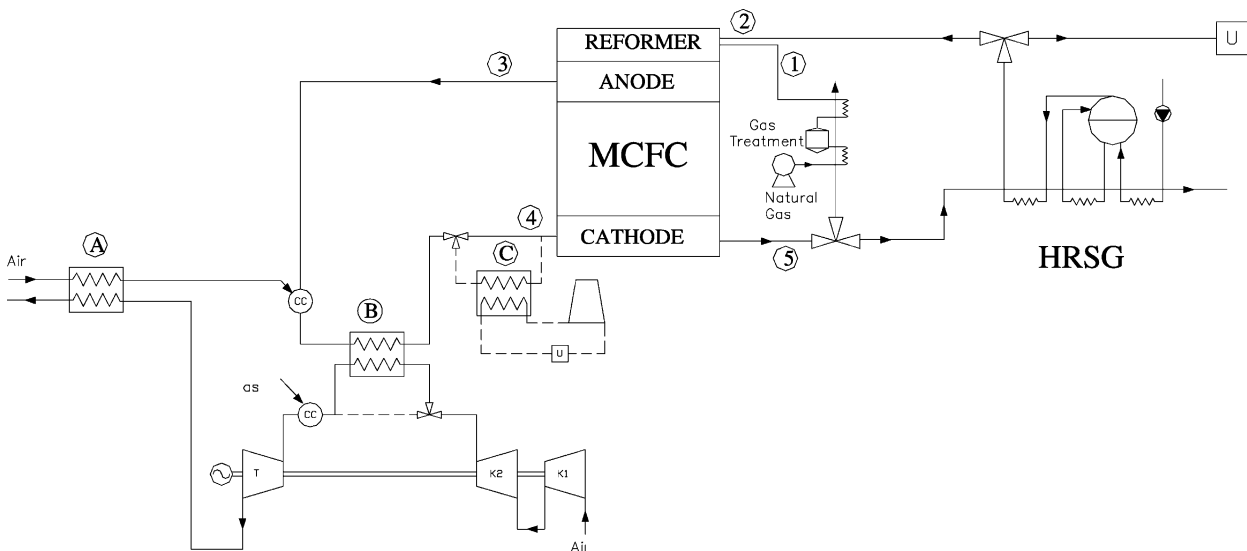 2
U
REFORMER
3
1
ANODE
Gas
Treatment
MCFC
Natural
Gas
4
CATHODE
5
HRSG
A
C
Air
CC
B
U
as
CC
T
K2
K1
Air